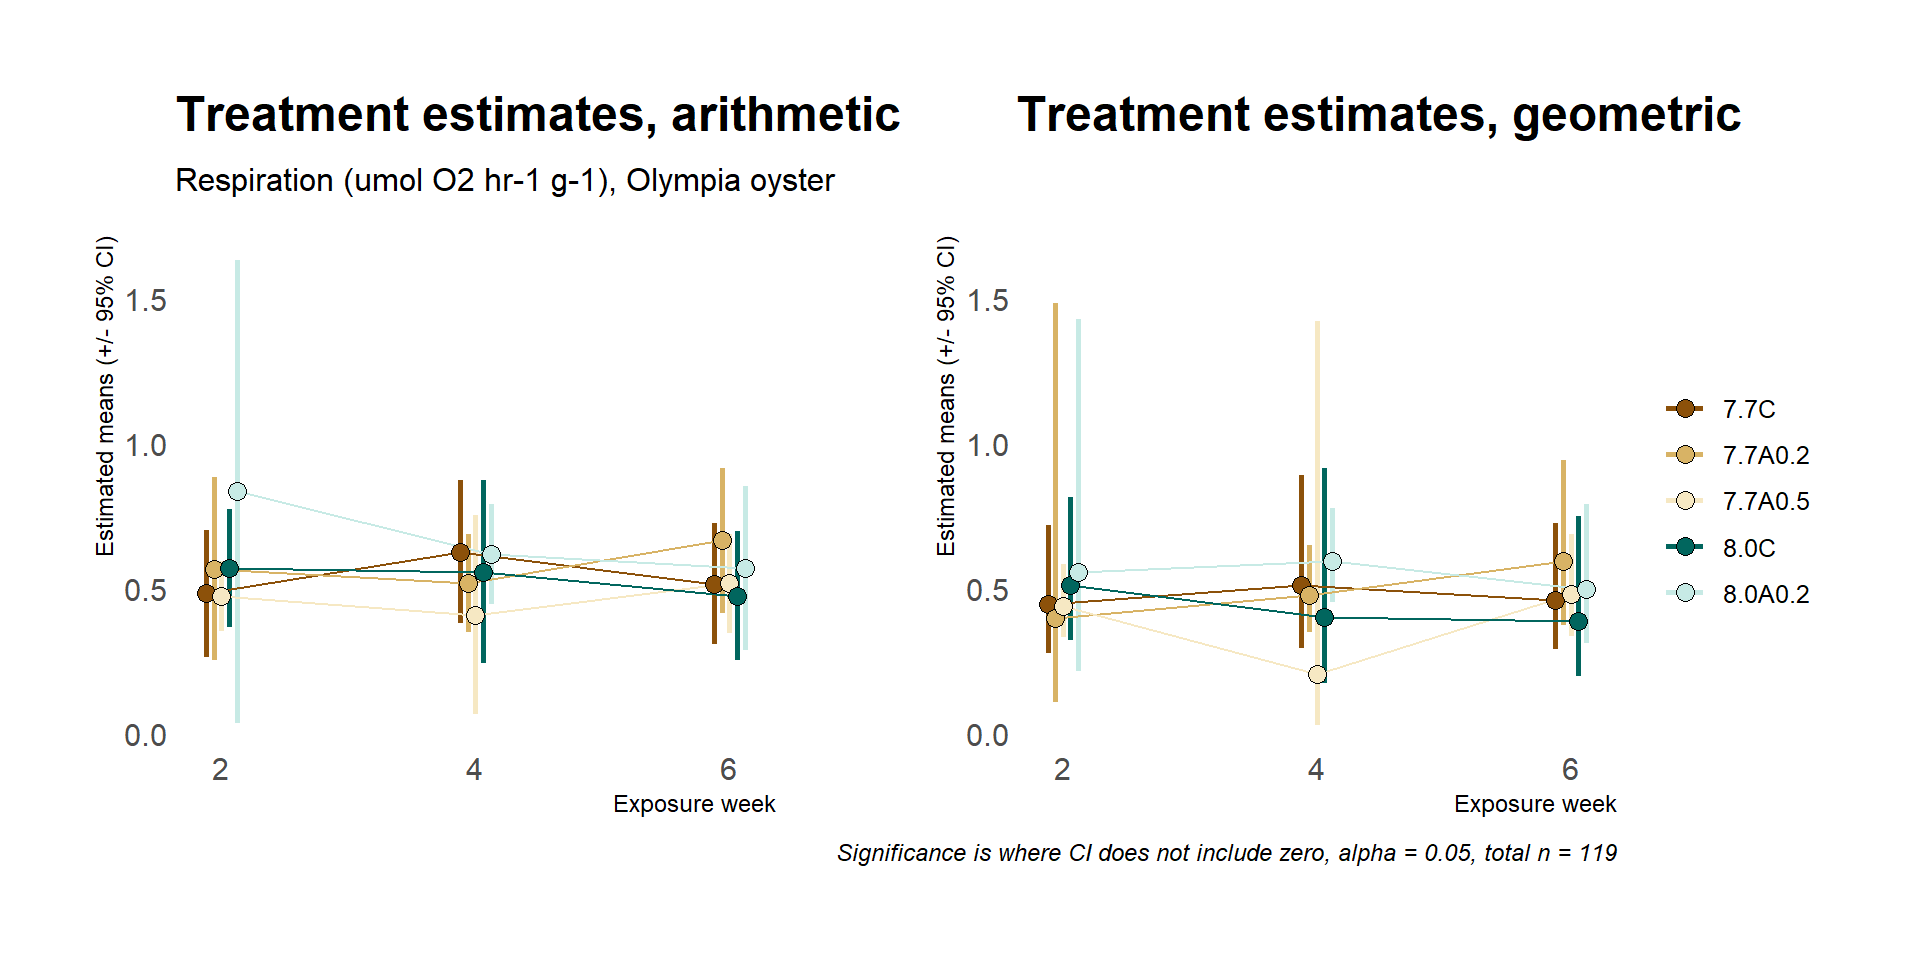 Treatment estimates, arithmetic
Respiration (umol O2 hr-1 g-1), Olympia oyster
Estimated means (+/- 95% CI)
1.5
1.0
0.5
0.0
2 4 6
Exposure week
Treatment estimates, geometric
Estimated means (+/- 95% CI)
1.5
1.0
0.5
0.0
2 4 6
Exposure week
7.7C
7.7A0.2
7.7A0.5
8.0C
8.0A0.2
Significance is where CI does not include zero, alpha = 0.05, total n = 119